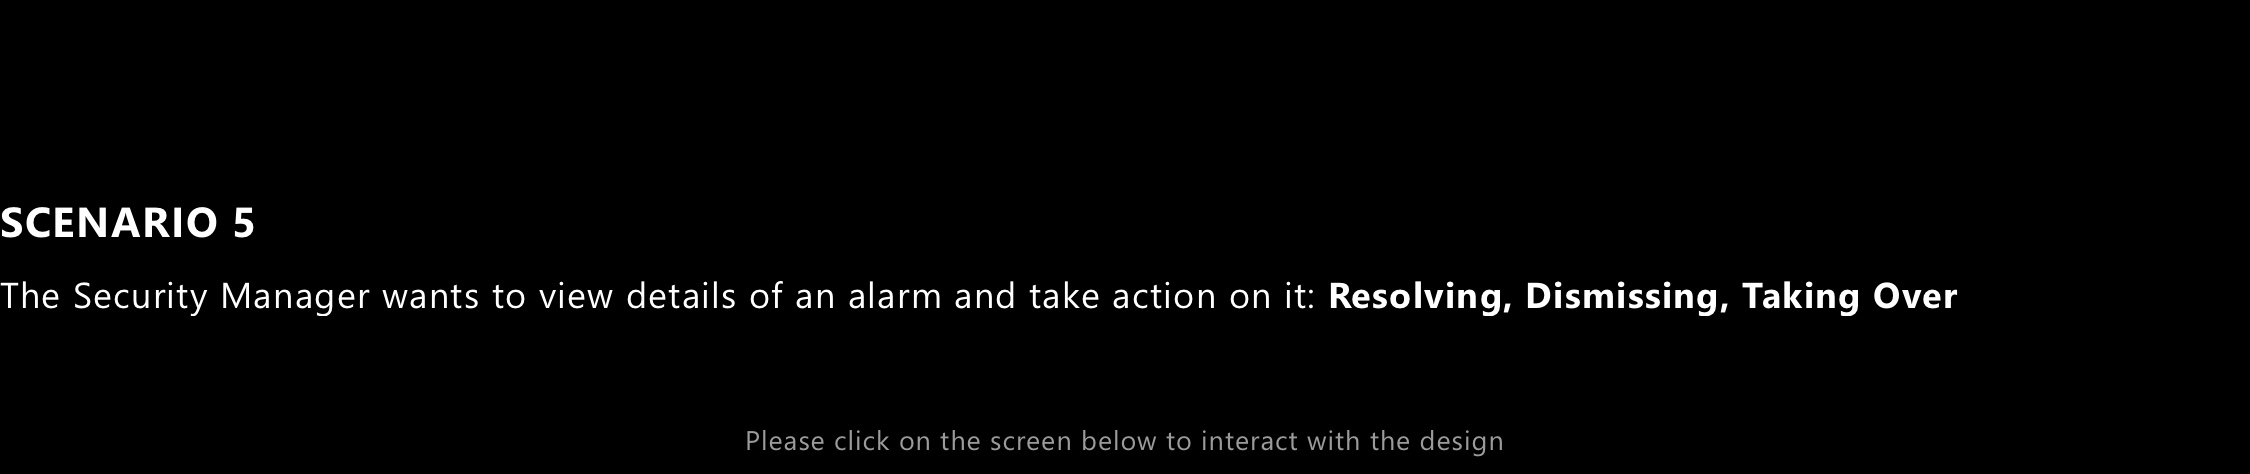 SCENARIO 5
The Security Manager wants to view details of an alarm and take action on it: Resolving, Dismissing, Taking Over
Please click on the screen below to interact with the design